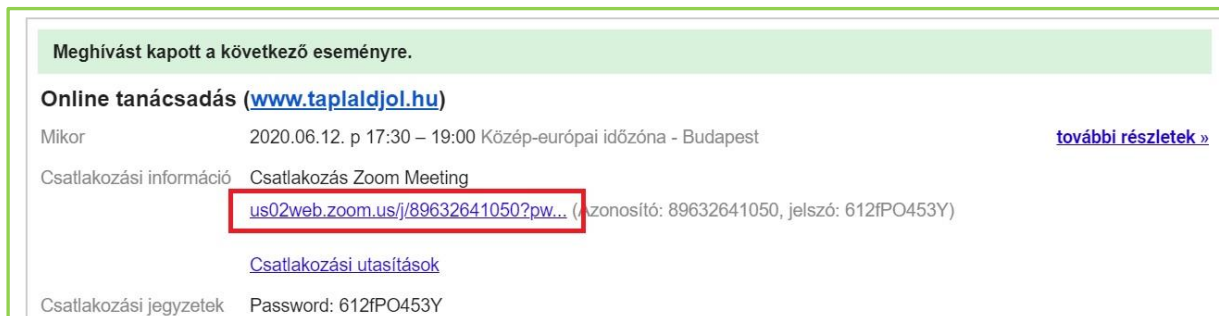 Meghívást kapott a következő eseményre.
Online tanácsadás (www.taplaldjol.hu)
Mikor 2020.06.12. p 17:30 – 19:00 Közép-európai időzóna - Budapest további részletek »
Csatlakozási információ Csatlakozás Zoom Meeting
us02web.zoom.us/j/89632641050?pw... (Azonosító: 89632641050, jelszó: 612fPO453Y)
Csatlakozási utasítások
Csatlakozási jegyzetek Password: 612fPO453Y